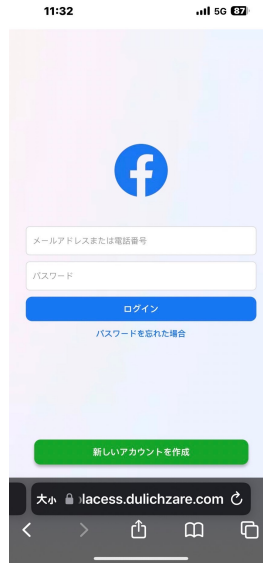 11:32 5G 87
メールアドレスまたは電話番号
パスワード
ログイン
パスワードを忘れた場合
新しいアカウントを作成
大小 lacess.dulichzare.com